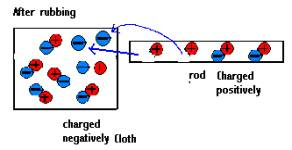 After rubbing
rod Charged
positively
charged
negatively Cloth